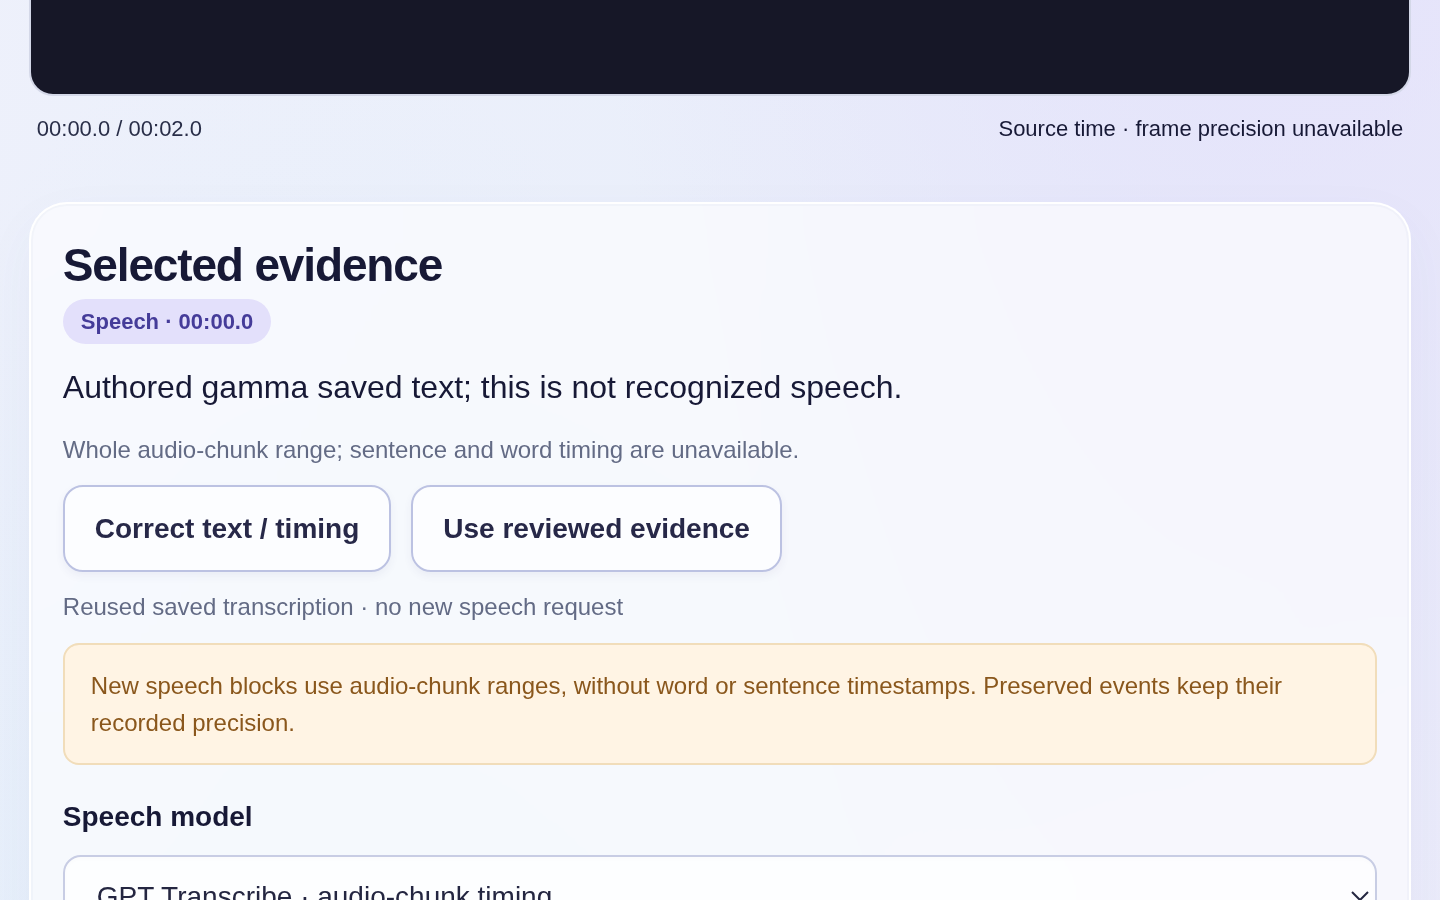 00:00.0 / 00:02.0
Source time · frame precision unavailable
Selected evidence
Speech · 00:00.0
Authored gamma saved text; this is not recognized speech.
Whole audio-chunk range; sentence and word timing are unavailable.
Correct text / timing
Use reviewed evidence
Reused saved transcription · no new speech request
New speech blocks use audio-chunk ranges, without word or sentence timestamps. Preserved events keep their
recorded precision.
Speech model
GPT Transcribe · audio-chunk timing